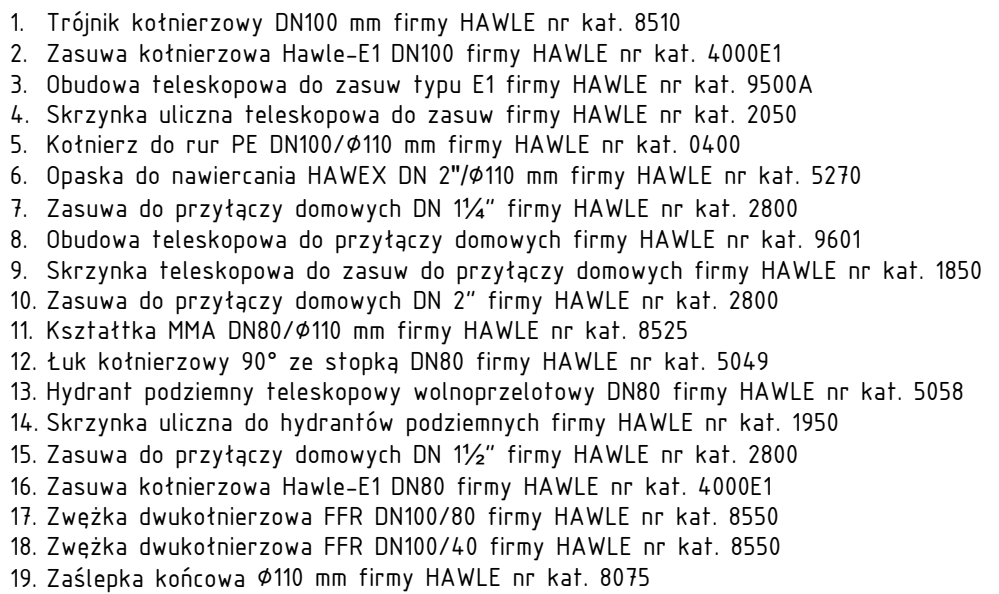 1. Trójnik kołnierzowy DN100 mm firmy HAWLE nr kat. 8510
2. Zasuwa kołnierzowa Hawle-E1 DN100 firmy HAWLE nr kat. 4000E1
3. Obudowa teleskopowa do zasuw typu E1 firmy HAWLE nr kat. 9500A
4. Skrzynka uliczna teleskopowa do zasuw firmy HAWLE nr kat. 2050
5. Kołnierz do rur PE DN100/Ø110 mm firmy HAWLE nr kat. 0400
6. Opaska do nawiercania HAWEX DN 2"/Ø110 mm firmy HAWLE nr kat. 5270
7. Zasuwa do przyłączy domowych DN 1¼" firmy HAWLE nr kat. 2800
8. Obudowa teleskopowa do przyłączy domowych firmy HAWLE nr kat. 9601
9. Skrzynka teleskopowa do zasuw do przyłączy domowych firmy HAWLE nr kat. 1850
10. Zasuwa do przyłączy domowych DN 2" firmy HAWLE nr kat. 2800
11. Kształtka MMA DN80/Ø110 mm firmy HAWLE nr kat. 8525
12. Łuk kołnierzowy 90° ze stopką DN80 firmy HAWLE nr kat. 5049
13. Hydrant podziemny teleskopowy wolnoprzelotowy DN80 firmy HAWLE nr kat. 5058
14. Skrzynka uliczna do hydrantów podziemnych firmy HAWLE nr kat. 1950
15. Zasuwa do przyłączy domowych DN 1½" firmy HAWLE nr kat. 2800
16. Zasuwa kołnierzowa Hawle-E1 DN80 firmy HAWLE nr kat. 4000E1
17. Zwężka dwukołnierzowa FFR DN100/80 firmy HAWLE nr kat. 8550
18. Zwężka dwukołnierzowa FFR DN100/40 firmy HAWLE nr kat. 8550
19. Zaślepka końcowa Ø110 mm firmy HAWLE nr kat. 8075